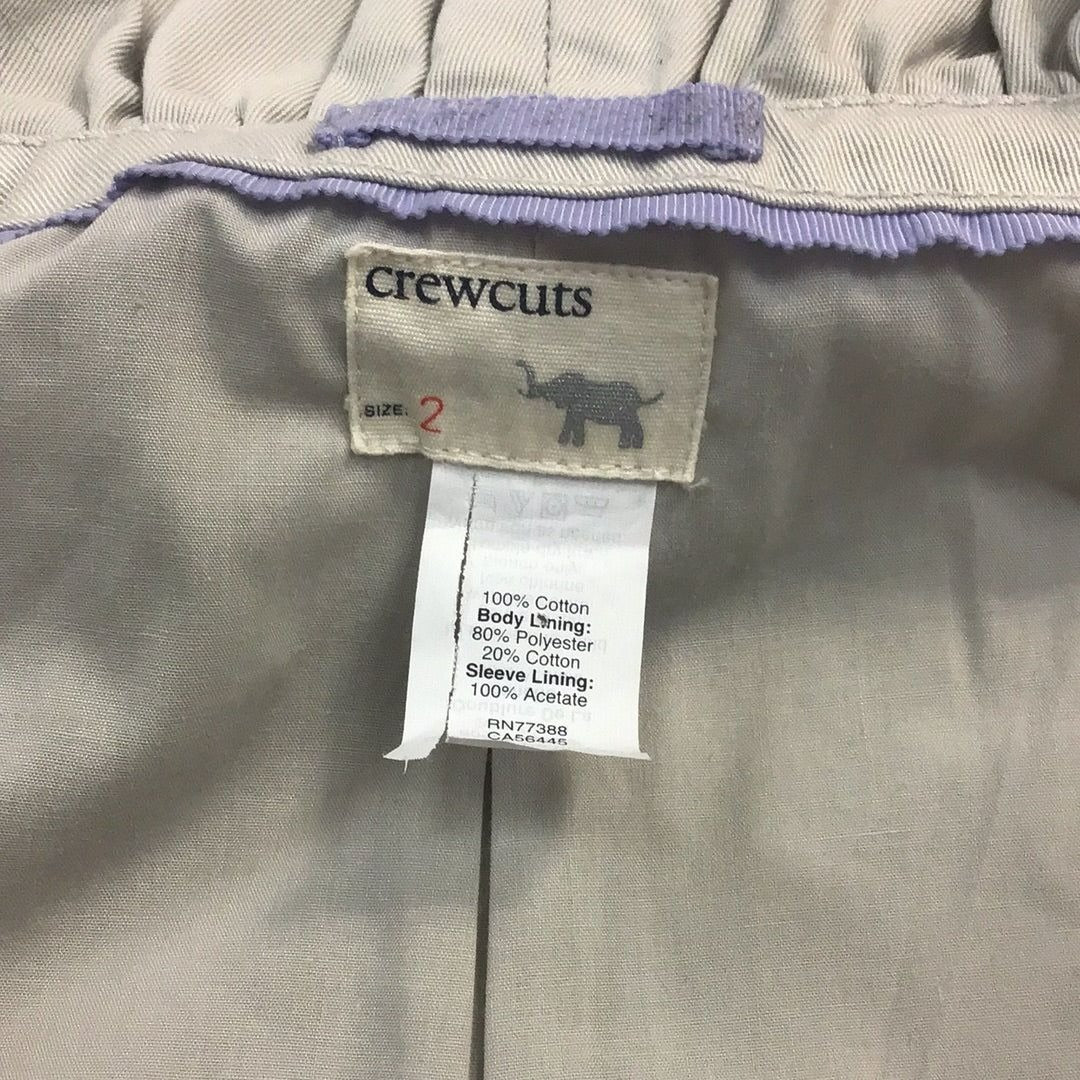 crewcuts
SIZE. 2
100% Cotton
Body Lining:
80% Polyester
20% Cotton
Sleeve Lining:
100% Acetate
RN77388
CA56445